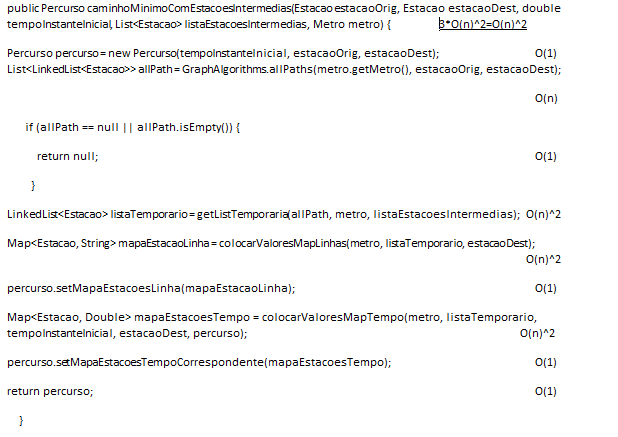 public Percurso caminhoMinimoComEstacoesIntermedias(Estacao estacaoOrig, Estacao estacaoDest, double
tempoInstanteInicial, List<Estacao> listaEstacoesIntermedias, Metro metro) { 3*O(n)^2=O(n)^2
Percurso percurso = new Percurso(tempoInstanteInicial, estacaoOrig, estacaoDest); O(1)
List<LinkedList<Estacao>> allPath = GraphAlgorithms.allPaths(metro.getMetro(), estacaoOrig, estacaoDest);
O(n)
if (allPath == null || allPath.isEmpty()) {
return null; O(1)
}
LinkedList<Estacao> listaTemporario = getListTemporaria(allPath, metro, listaEstacoesIntermedias); O(n)^2
Map<Estacao, String> mapaEstacaoLinha = colocarValoresMapLinhas(metro, listaTemporario, estacaoDest);
O(n)^2
percurso.setMapaEstacoesLinha(mapaEstacaoLinha); O(1)
Map<Estacao, Double> mapaEstacoesTempo = colocarValoresMapTempo(metro, listaTemporario,
tempoInstanteInicial, estacaoDest, percurso); O(n)^2
percurso.setMapaEstacoesTempoCorrespondente(mapaEstacoesTempo); O(1)
return percurso; O(1)
}